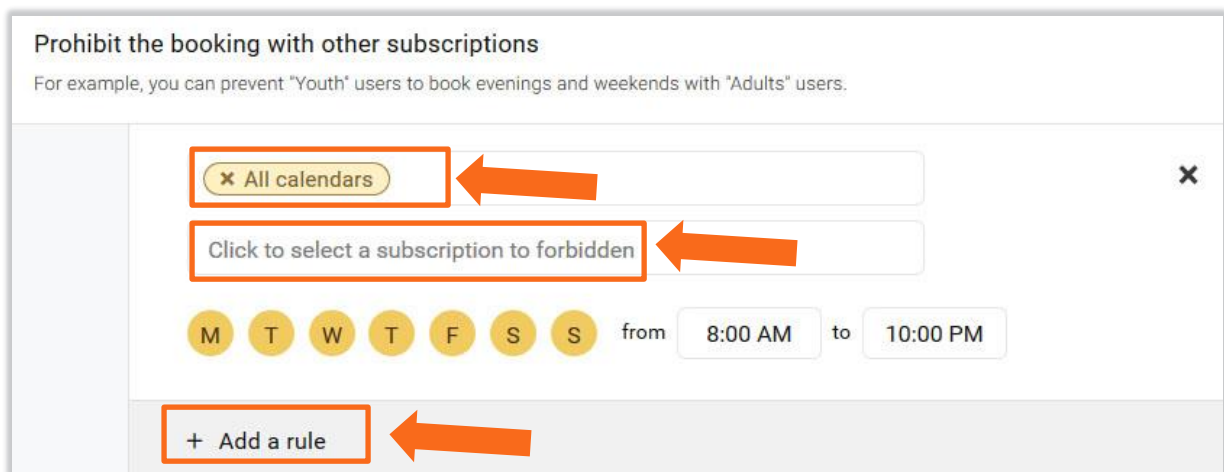 Prohibit the booking with other subscriptions
For example, you can prevent "Youth" users to book evenings and weekends with "Adults" users.
× All calendars
×
Click to select a subscription to forbidden
M T W T F S S from 8:00 AM to 10:00 PM
+ Add a rule